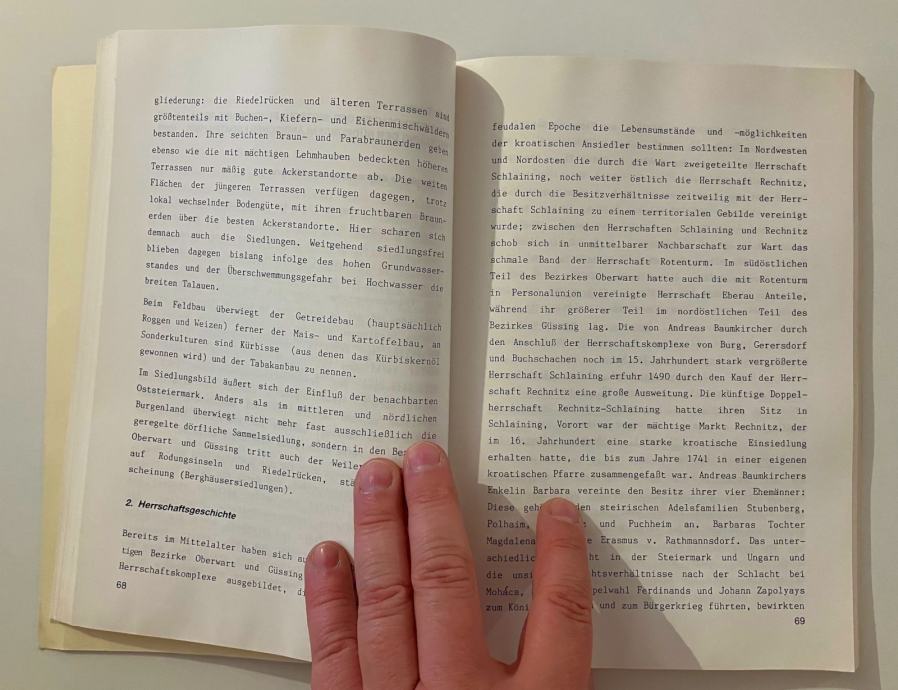 gliederung: die Riedelrücken und älteren Terrassen sind
größtenteils mit Buchen-, Kiefern- und Eichenmischwäldern
bestanden. Ihre seichten Braun- und Parabraunerden geben
ebenso wie die mit mächtigen Lehmhauben bedeckten höheren
Terrassen nur mäßig gute Ackerstandorte ab. Die weiten
Flächen der jüngeren Terrassen verfügen dagegen, trotz
lokal wechselnder Bodengüte, mit ihren fruchtbaren Braun-
erden über die besten Ackerstandorte. Hier scharen sich
demnach auch die Siedlungen. Weitgehend siedlungsfrei
blieben dagegen bislang infolge des hohen Grundwasser-
standes und der Überschwemmungsgefahr bei Hochwasser die
breiten Talauen.
Beim Feldbau überwiegt der Getreidebau (hauptsächlich
Roggen und Weizen) ferner der Mais- und Kartoffelbau, an
Sonderkulturen sind Kürbisse (aus denen das Kürbiskernöl
gewonnen wird) und der Tabakanbau zu nennen.
Im Siedlungsbild äußert sich der Einfluß der benachbarten
Oststeiermark. Anders als im mittleren und nördlichen
Burgenland überwiegt nicht mehr fast ausschließlich die
geregelte dörfliche Sammelsiedlung, sondern in den
Oberwart und Güssing tritt auch der Weiler
auf Rodungsinseln und Riedelrücken,
scheinung (Berghäusersiedlungen).
2. Herrschaftsgeschichte
Bereits im Mittelalter haben sich
tigen Bezirke Oberwart und Güssing
Herrschaftskomplexe ausgebildet,
68
feudalen Epoche die Lebensumstände und -möglichkeiten
der kroatischen Ansiedler bestimmen sollten: Im Nordwesten
und Nordosten die durch die Wart zweigeteilte Herrschaft
Schlaining, noch weiter östlich die Herrschaft Rechnitz,
die durch die Besitzverhältnisse zeitweilig mit der Herr-
schaft Schlaining zu einem territorialen Gebilde vereinigt
wurde; zwischen den Herrschaften Schlaining und Rechnitz
schob sich in unmittelbarer Nachbarschaft zur Wart das
schmale Band der Herrschaft Rotenturm. Im südöstlichen
Teil des Bezirkes Oberwart hatte auch die mit Rotenturm
in Personalunion vereinigte Herrschaft Eberau Anteile,
während ihr größerer Teil im nordöstlichen Teil des
Bezirkes Güssing lag. Die von Andreas Baumkircher durch
den Anschluß der Herrschaftskomplexe von Burg, Gerersdorf
und Buchschachen noch im 15. Jahrhundert stark vergrößerte
Herrschaft Schlaining erfuhr 1490 durch den Kauf der Herr-
schaft Rechnitz eine große Ausweitung. Die künftige Doppel-
herrschaft Rechnitz-Schlaining hatte ihren Sitz in
Schlaining, Vorort war der mächtige Markt Rechnitz, der
im 16. Jahrhundert eine starke kroatische Einsiedlung
erhalten hatte, die bis zum Jahre 1741 in einer eigenen
kroatischen Pfarre zusammengefaßt war. Andreas Baumkirchers
Enkelin Barbara vereinte den Besitz ihrer vier Ehemänner:
Diese den steirischen Adelsfamilien Stubenberg,
Polhaim, und Puchheim an. Barbaras Tochter
Magdalena Erasmus v. Rathmannsdorf. Das unter-
schiedlich in der Steiermark und Ungarn und
die nach der Schlacht bei
Mohács, Ferdinands und Johann Zapolyays
zum und zum Bürgerkrieg führten, bewirkten
69